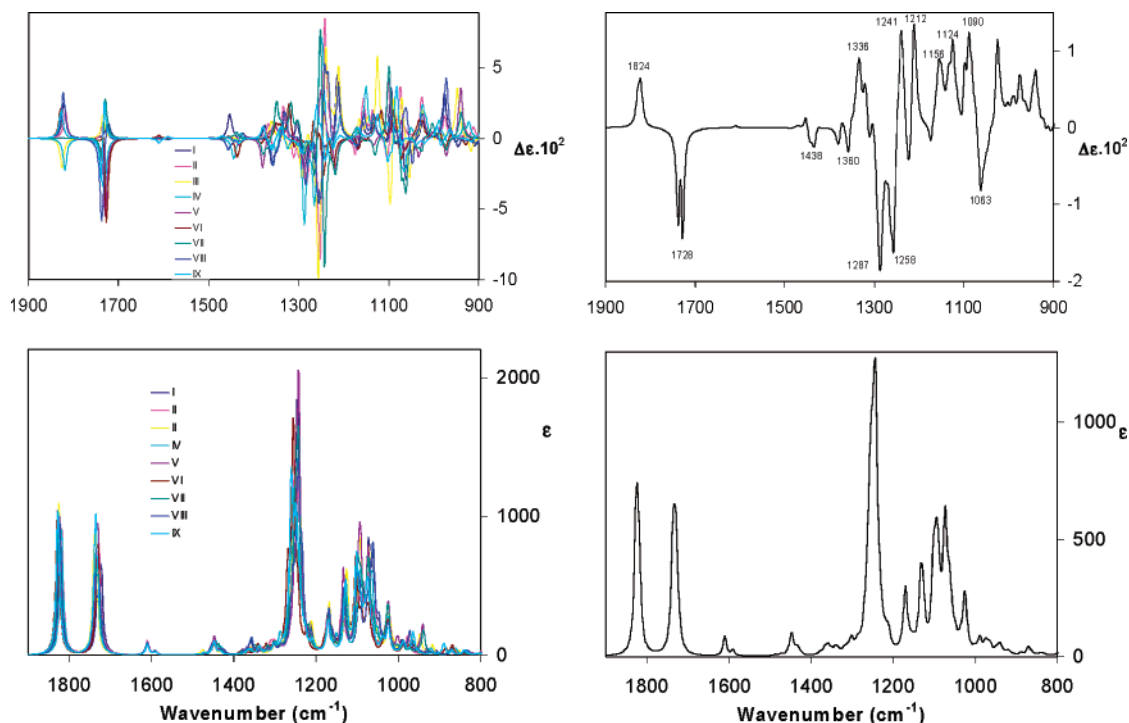 5
0
-5
-10
Δε.10²
I
II
III
IV
V
VI
VII
VIII
IX
1900
1700
1500
1300
1100
900
1824
1728
1438
1360
1336
1287
1258
1241
1212
1156
1124
1090
1063
1
0
-1
-2
Δε.10²
1900
1700
1500
1300
1100
900
2000
1000
0
ε
I
II
II
IV
V
VI
VII
VIII
IX
1800
1600
1400
1200
1000
800
Wavenumber (cm⁻¹)
1000
500
0
ε
1800
1600
1400
1200
1000
800
Wavenumber (cm⁻¹)